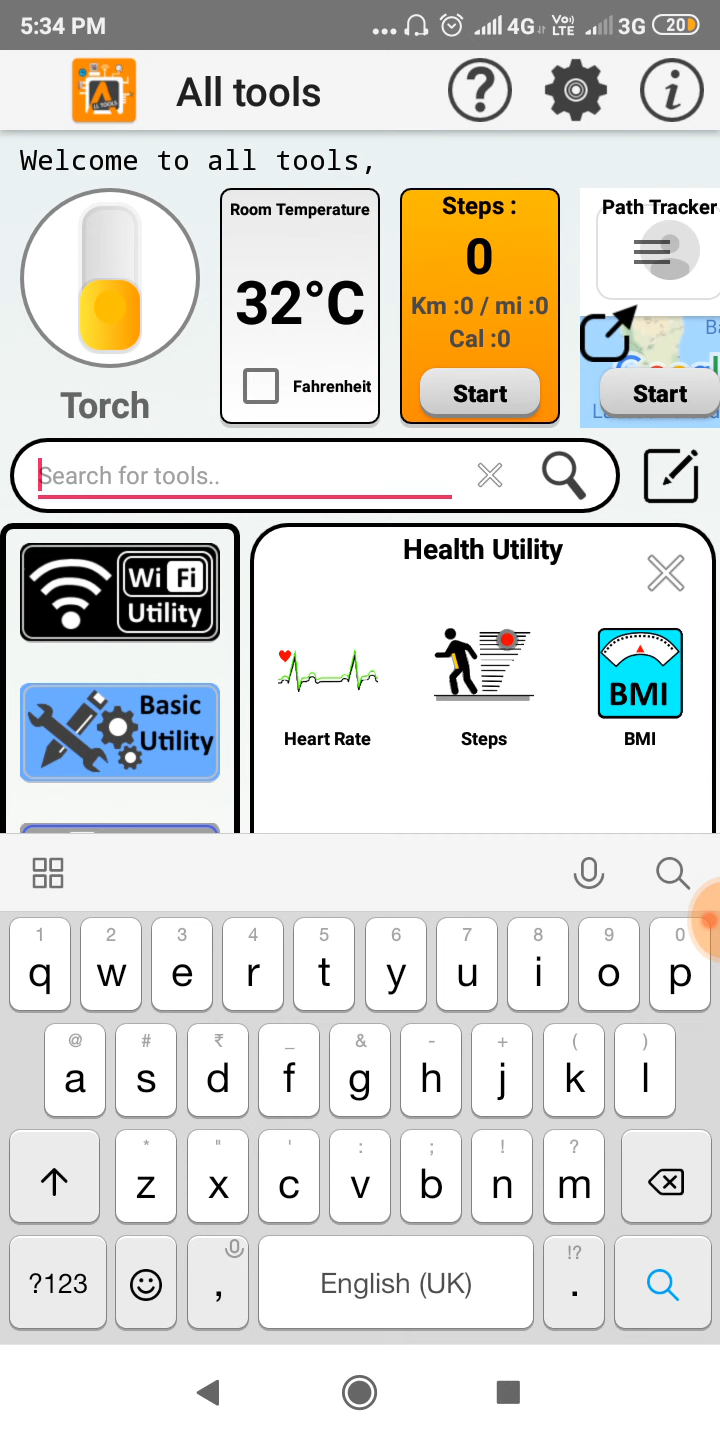 5:34 PM
4G
Vo)
LTE
3G
20
LL TOOLS
All tools
?
i
Welcome to all tools,
Torch
Room Temperature
32°C
Fahrenheit
Steps :
0
Km :0 / mi :0
Cal :0
Start
Path Tracker
Start
Search for tools..
Wi Fi
Utility
Basic
Utility
Health Utility
Heart Rate
Steps
BMI
BMI
1 2 3 4 5 6 7 8 9 0
q w e r t y u i o p
@ # ₹ _ & - + ( )
a s d f g h j k l
* " ' : ; ! ?
z x c v b n m
!?
?123 , English (UK) .